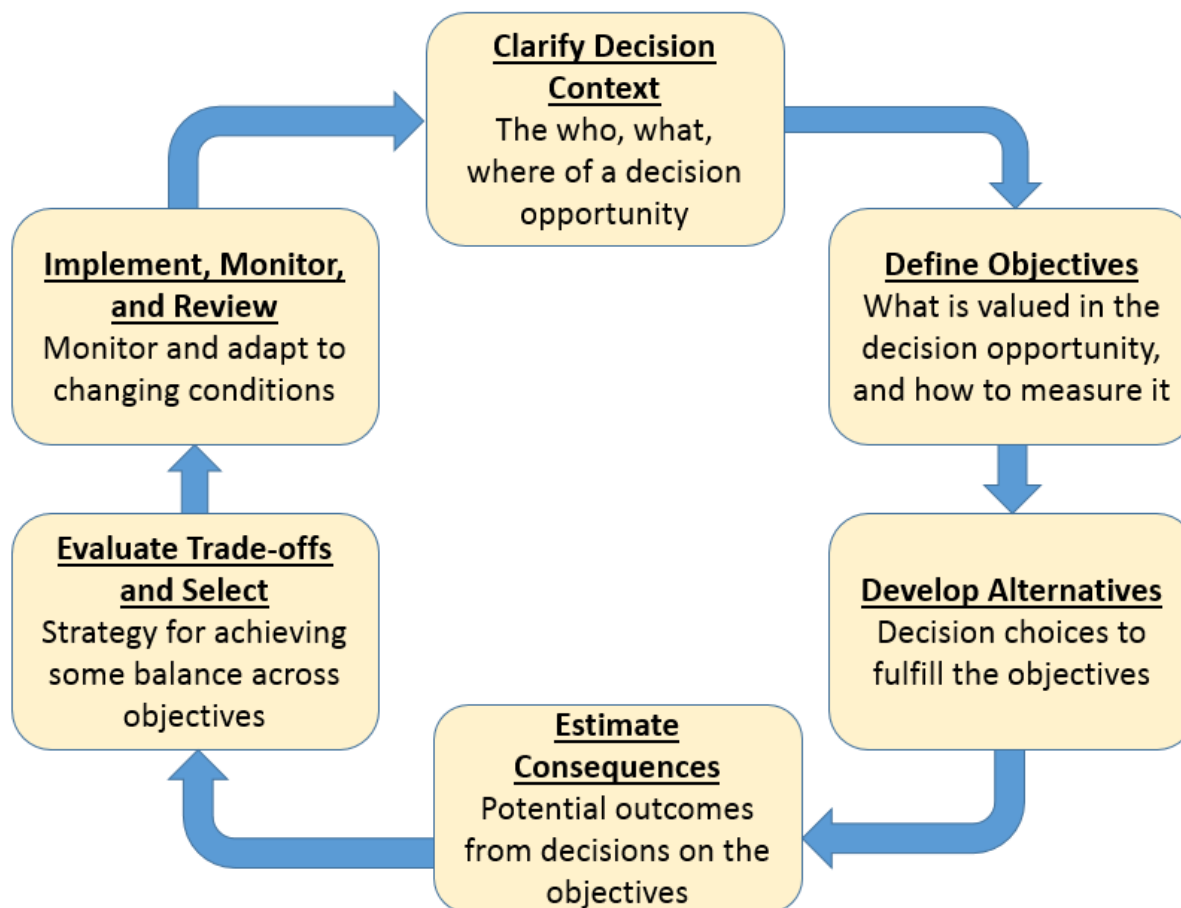 Clarify Decision
Context
The who, what,
where of a decision
opportunity
Define Objectives
What is valued in the
decision opportunity,
and how to measure it
Develop Alternatives
Decision choices to
fulfill the objectives
Estimate
Consequences
Potential outcomes
from decisions on the
objectives
Evaluate Trade-offs
and Select
Strategy for achieving
some balance across
objectives
Implement, Monitor,
and Review
Monitor and adapt to
changing conditions